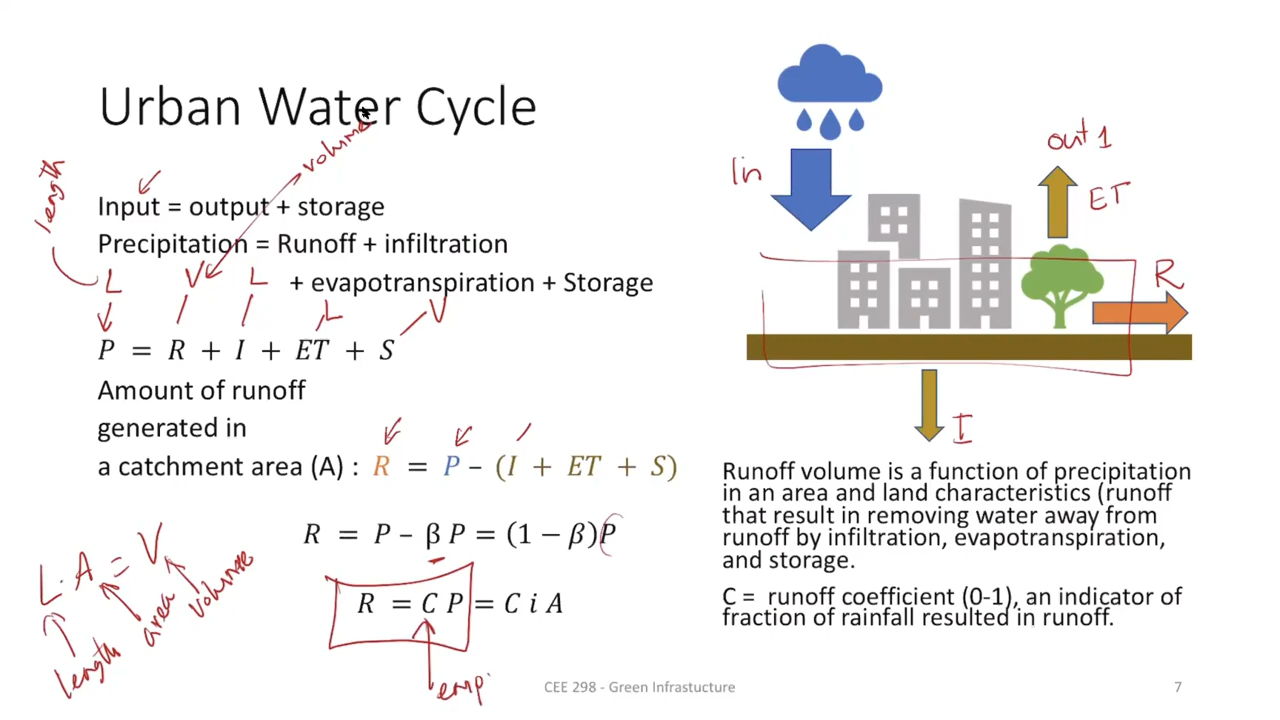 Urban Water Cycle
length
volume
Input = output + storage
Precipitation = Runoff + infiltration
L V L + evapotranspiration + Storage
L V
P = R + I + ET + S
Amount of runoff
generated in
a catchment area (A) : R = P – (I + ET + S)
R = P – β P = (1 − β)P
R = C P = C i A
L · A = V
length area volume
emp.
In
out 1
ET
R
I
Runoff volume is a function of precipitation
in an area and land characteristics (runoff
that result in removing water away from
runoff by infiltration, evapotranspiration,
and storage.
C = runoff coefficient (0-1), an indicator of
fraction of rainfall resulted in runoff.
CEE 298 - Green Infrastucture
7